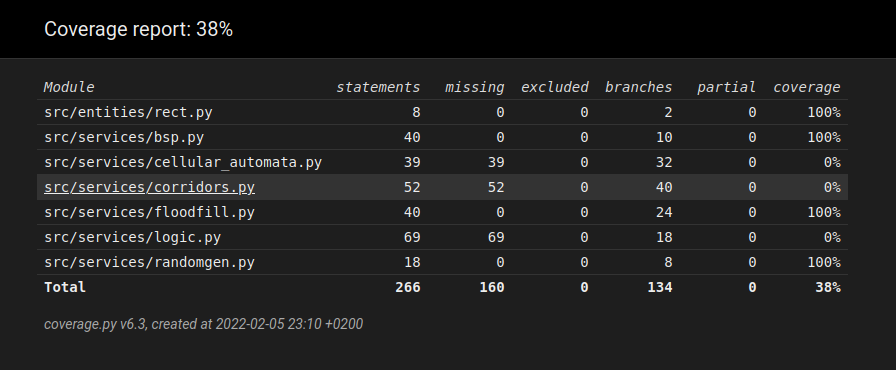 Coverage report: 38%
Module statements missing excluded branches partial coverage
src/entities/rect.py 8 0 0 2 0 100%
src/services/bsp.py 40 0 0 10 0 100%
src/services/cellular_automata.py 39 39 0 32 0 0%
src/services/corridors.py 52 52 0 40 0 0%
src/services/floodfill.py 40 0 0 24 0 100%
src/services/logic.py 69 69 0 18 0 0%
src/services/randomgen.py 18 0 0 8 0 100%
Total 266 160 0 134 0 38%
coverage.py v6.3, created at 2022-02-05 23:10 +0200